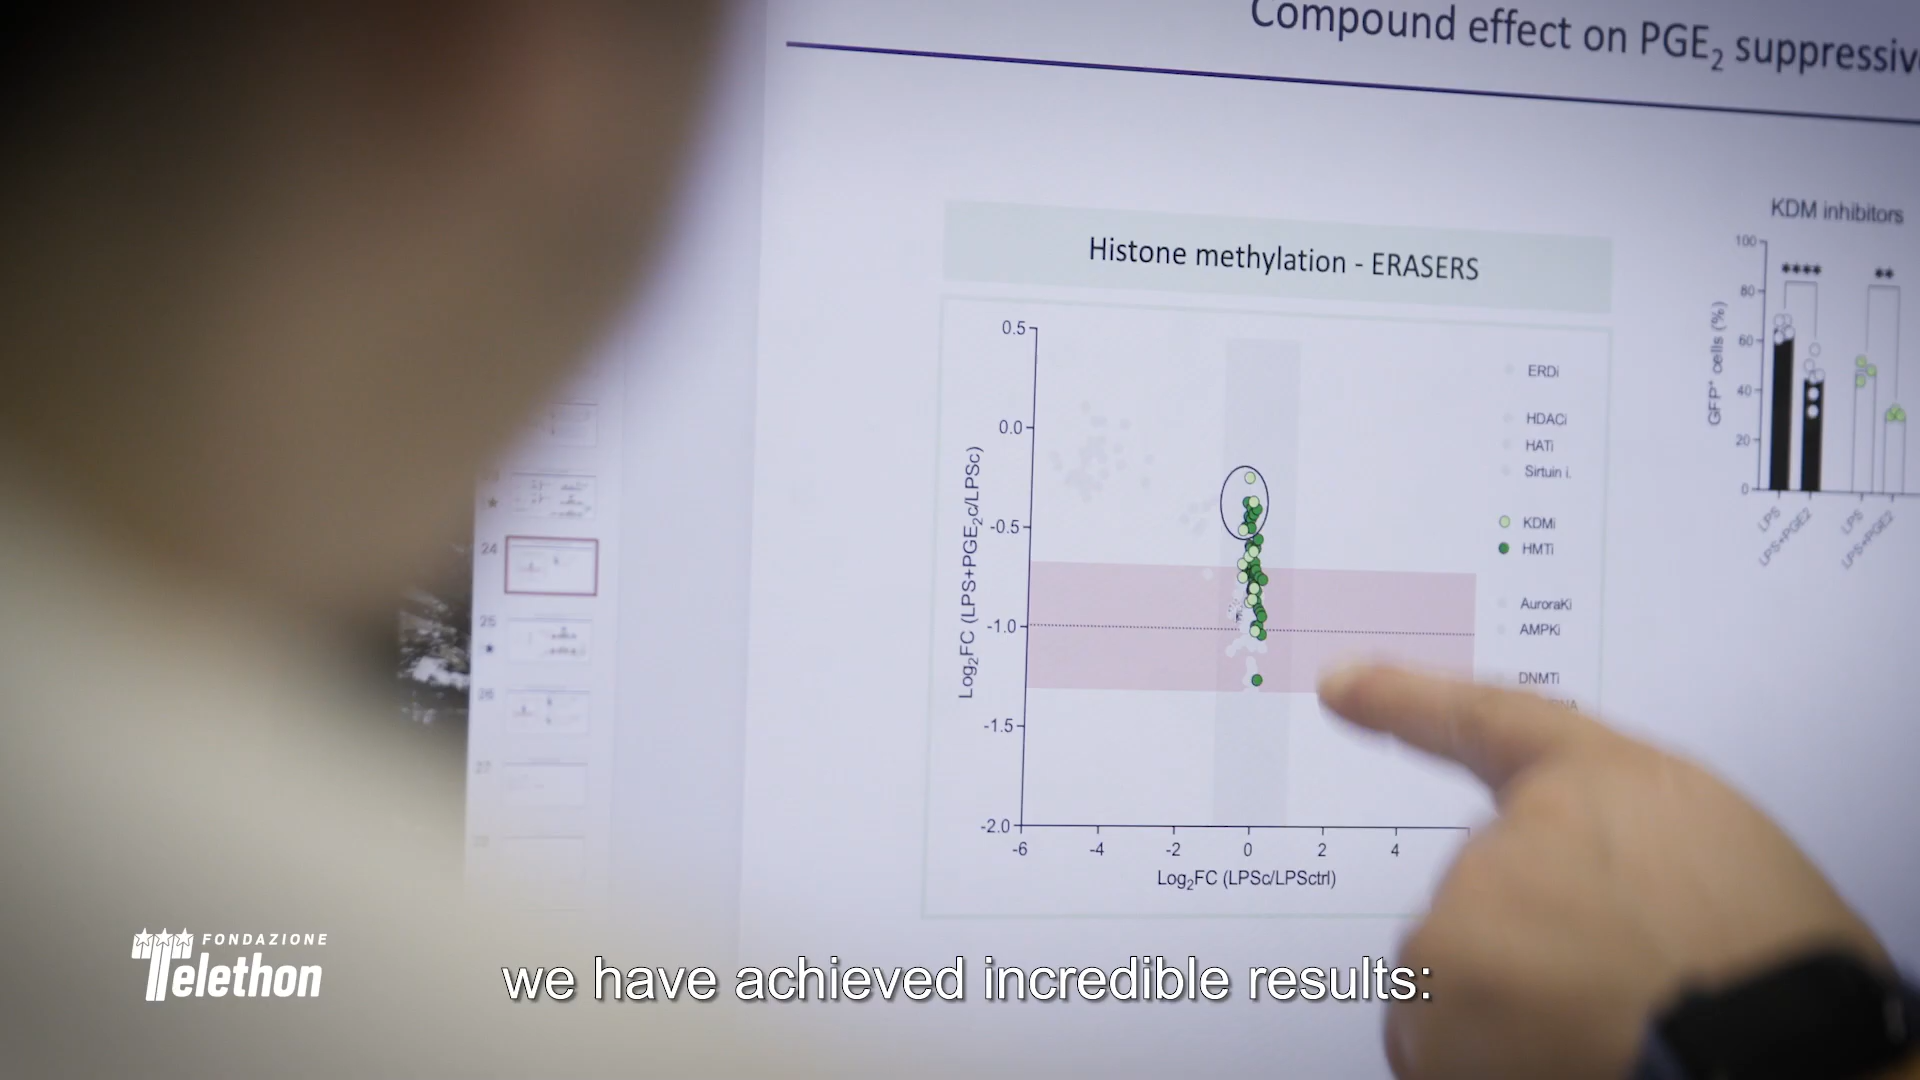 Compound effect on PGE2 suppressiv
Histone methylation - ERASERS
0.5
0.0
-0.5
-1.0
-1.5
-2.0
-6 -4 -2 0 2 4
Log2FC (LPS+PGE2c/LPSc)
Log2FC (LPSc/LPSctrl)
ERDi
HDACi
HATi
Sirtuin i.
KDMi
HMTi
AuroraKi
AMPKi
DNMTi
KDM inhibitors
**** **
100
80
60
40
20
0
GFP+ cells (%)
LPS
LPS+PGE2
LPS
LPS+PGE2
24
25
26
27
FONDAZIONE
Telethon
we have achieved incredible results: